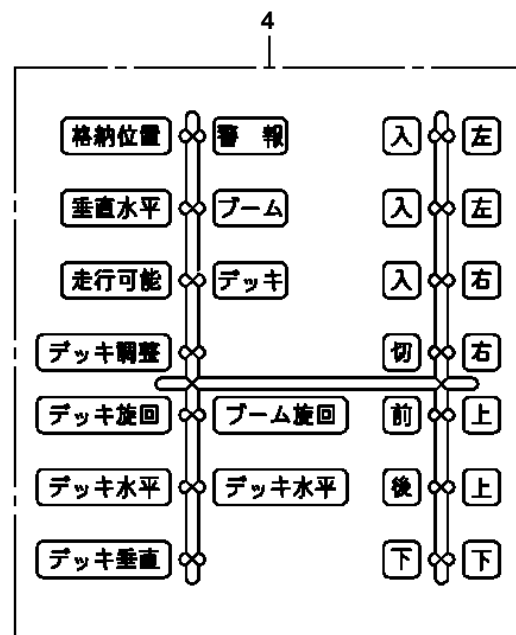 4
格納位置 警 報 入 左
垂直水平 ブーム 入 左
走行可能 デッキ 入 右
デッキ調整 切 右
デッキ旋回 ブーム旋回 前 上
デッキ水平 デッキ水平 後 上
デッキ垂直 下 下